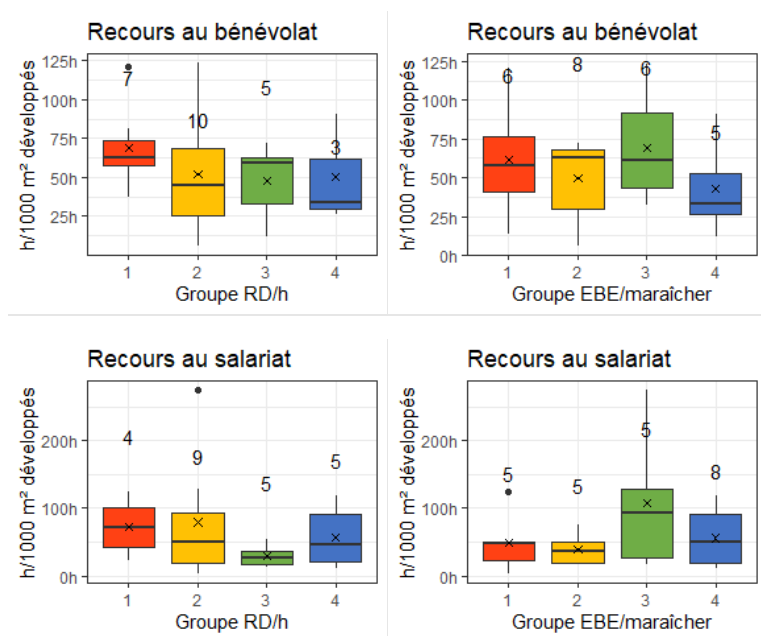 Recours au bénévolat
h/1000 m² développés
125h
100h
75h
50h
25h
7
10
5
3
1 2 3 4
Groupe RD/h
Recours au bénévolat
h/1000 m² développés
125h
100h
75h
50h
25h
0h
6
8
6
5
1 2 3 4
Groupe EBE/maraîcher
Recours au salariat
h/1000 m² développés
200h
100h
0h
4
9
5
5
1 2 3 4
Groupe RD/h
Recours au salariat
h/1000 m² développés
200h
100h
0h
5
5
5
8
1 2 3 4
Groupe EBE/maraîcher